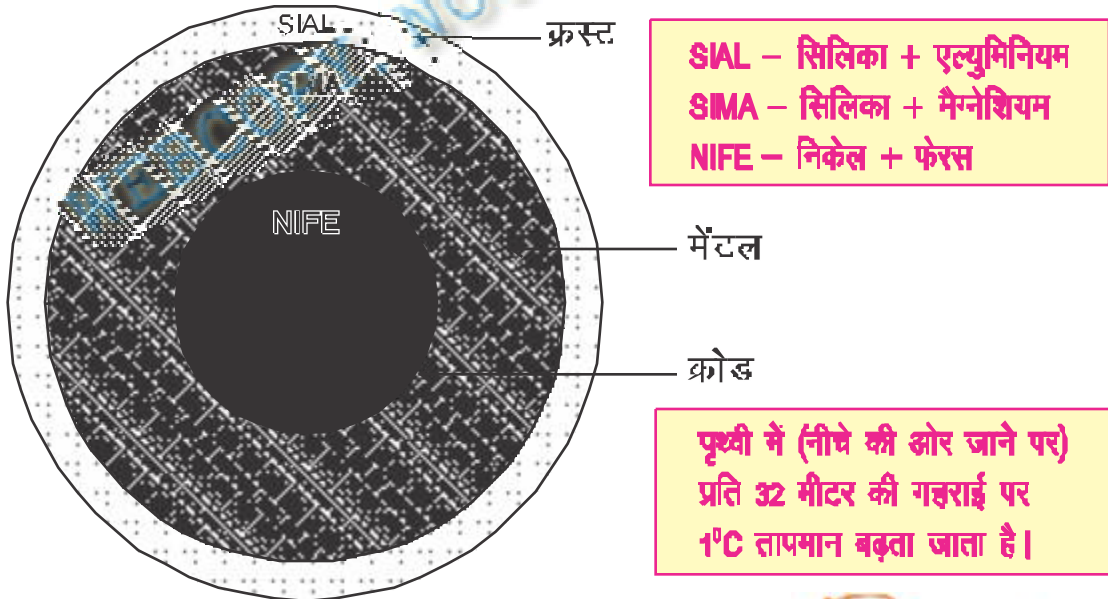 SIAL
क्रस्ट
SIAL – सिलिका + एल्युमिनियम
SIMA – सिलिका + मैग्नेशियम
NIFE – निकेल + फेरस
NIFE
मेंटल
क्रोड
पृथ्वी में (नीचे की ओर जाने पर)
प्रति 32 मीटर की गहराई पर
1⁰C तापमान बढ़ता जाता है।